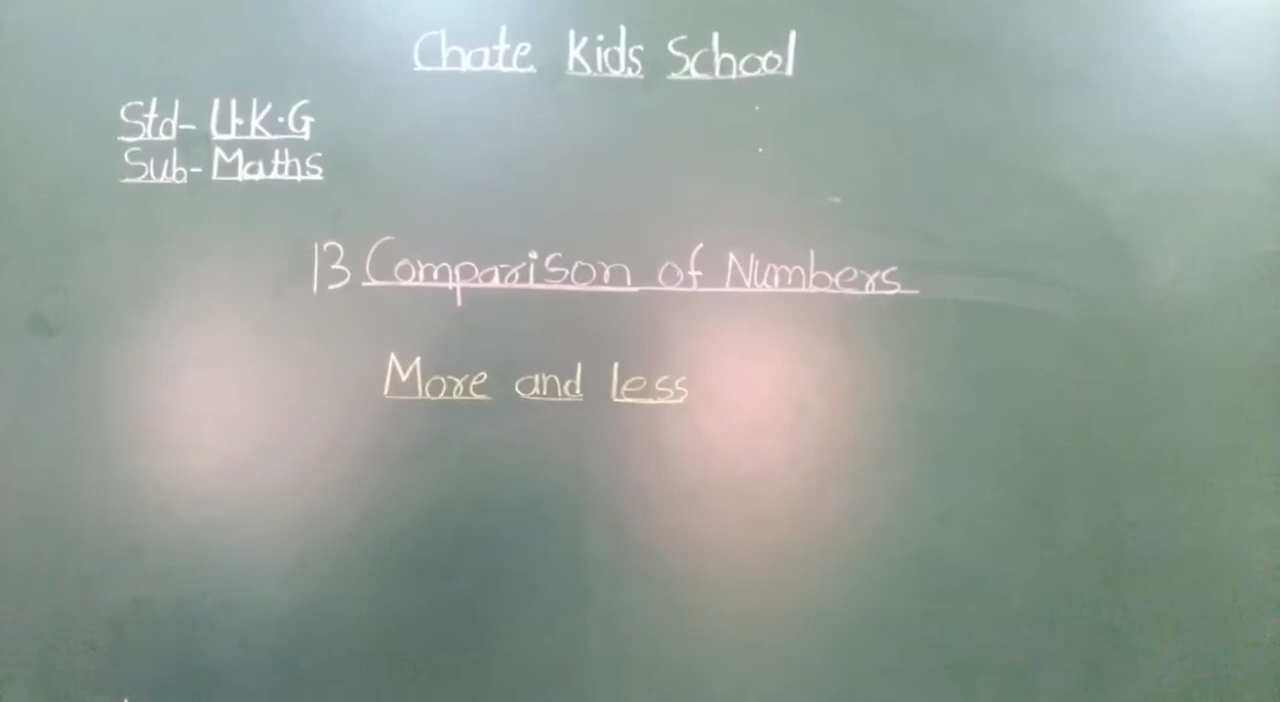 Chate Kids School
Std- U.K.G
Sub- Maths
13 Comparison of Numbers
More and less